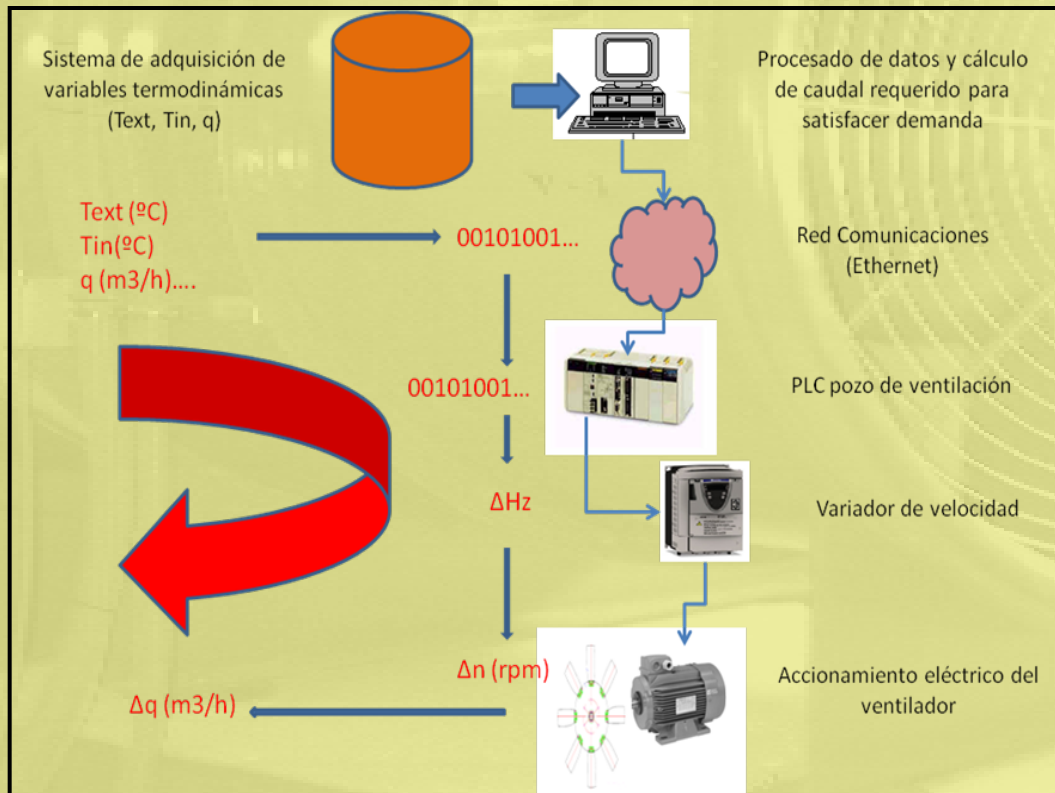 Sistema de adquisición de
variables termodinámicas
(Text, Tin, q)
Procesado de datos y cálculo
de caudal requerido para
satisfacer demanda
Text (ºC)
Tin(ºC)
q (m3/h)....
00101001...
Red Comunicaciones
(Ethernet)
00101001...
PLC pozo de ventilación
ΔHz
Variador de velocidad
Δn (rpm)
Δq (m3/h)
Accionamiento eléctrico del
ventilador